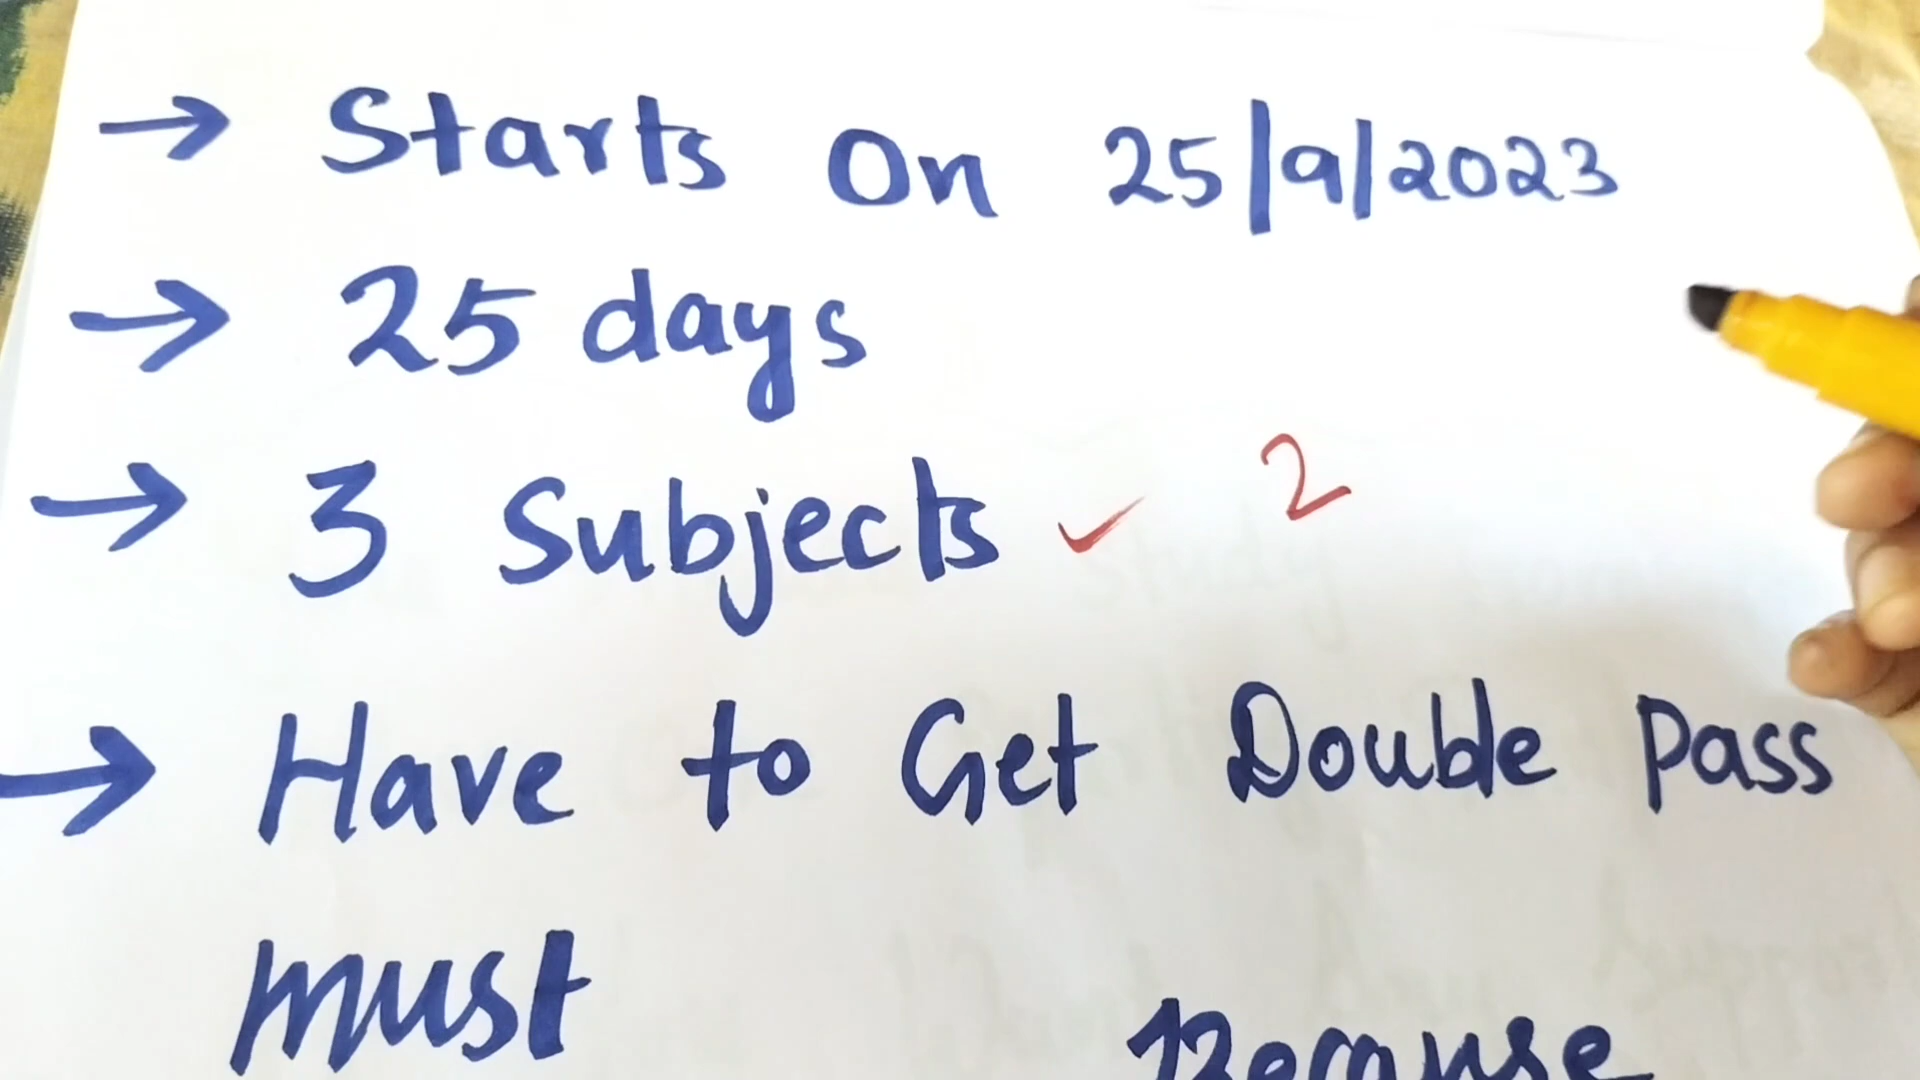 → Starts On 25/9/2023
→ 25 days
→ 3 Subjects ✓ 2
→ Have to Get Double Pass
must